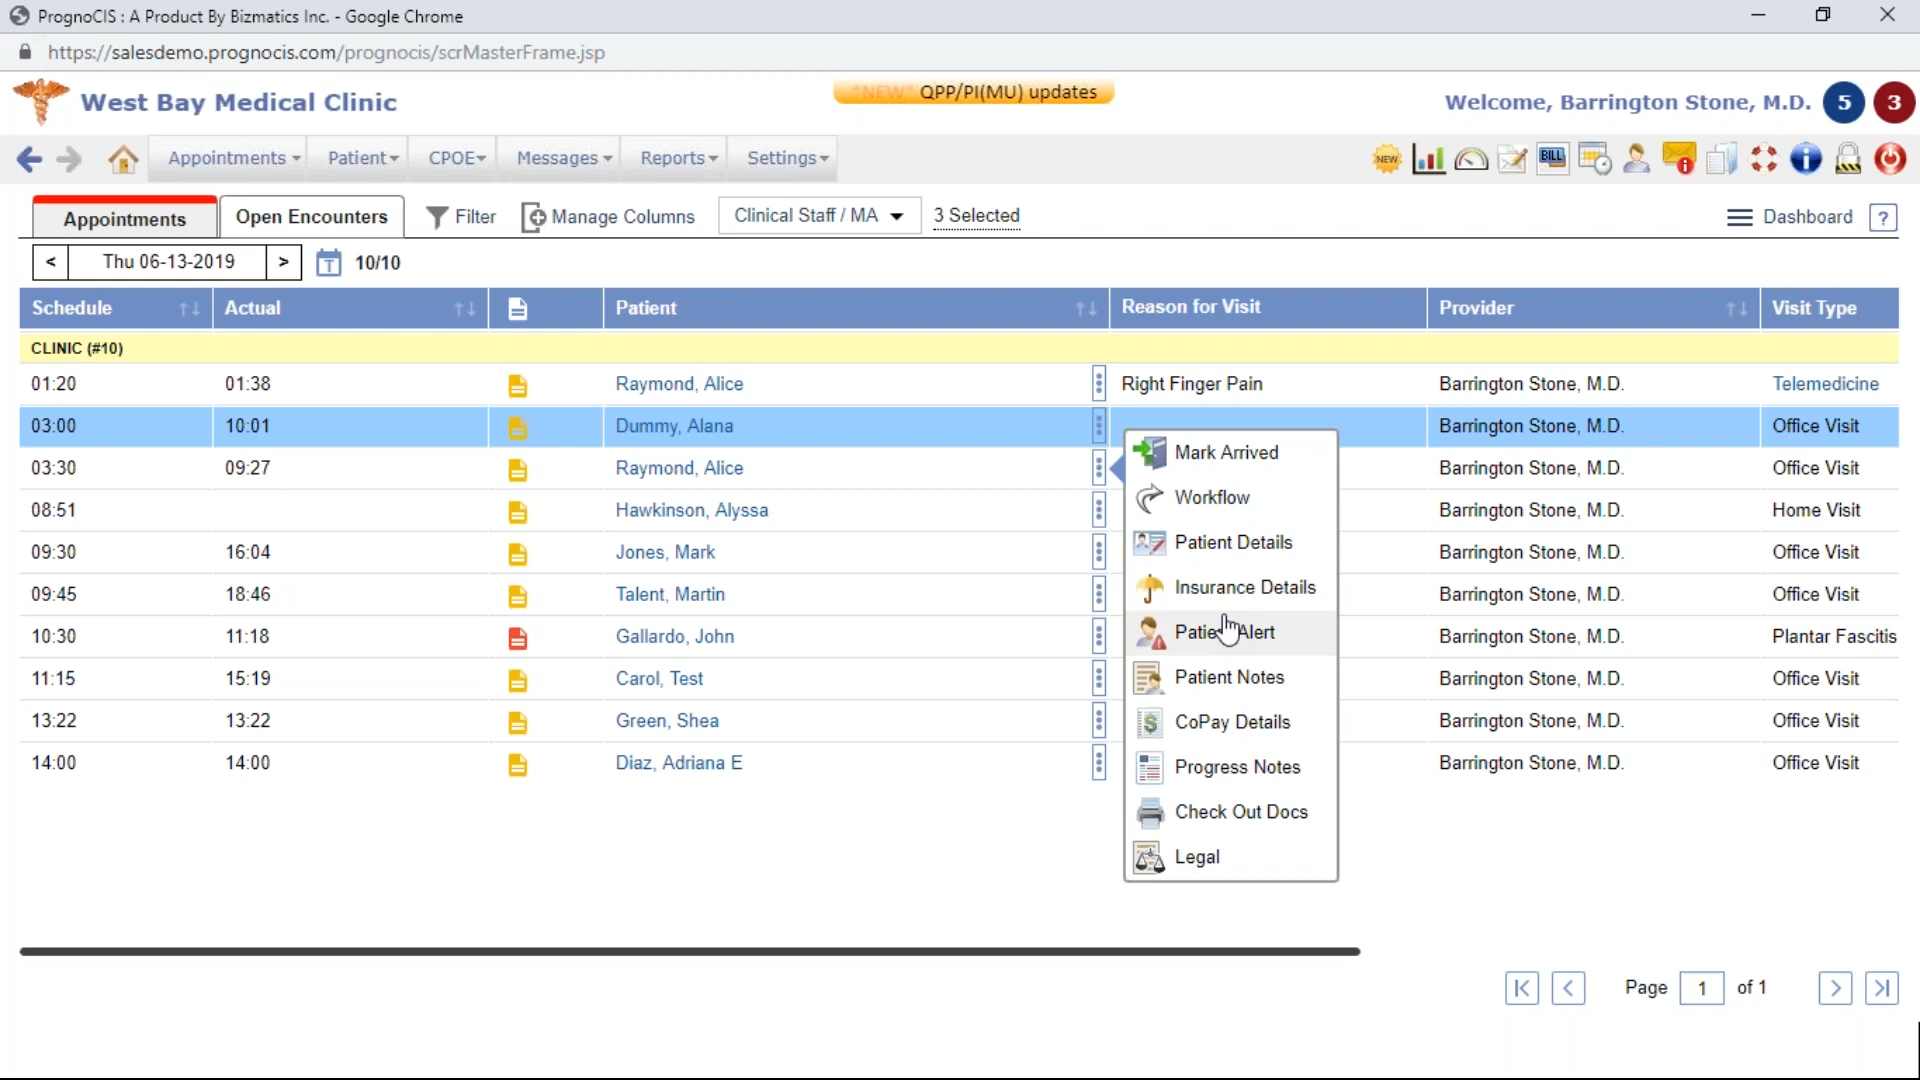 PrognoCIS : A Product By Bizmatics Inc. - Google Chrome
https://salesdemo.prognocis.com/prognocis/scrMasterFrame.jsp
West Bay Medical Clinic
*NEW* QPP/PI(MU) updates
Welcome, Barrington Stone, M.D. 5 3
Appointments Patient CPOE Messages Reports Settings
NEW BILL
Appointments Open Encounters Filter Manage Columns Clinical Staff / MA 3 Selected Dashboard ?
< Thu 06-13-2019 > T 10/10
Schedule Actual Patient Reason for Visit Provider Visit Type
CLINIC (#10)
01:20 01:38 Raymond, Alice Right Finger Pain Barrington Stone, M.D. Telemedicine
03:00 10:01 Dummy, Alana Barrington Stone, M.D. Office Visit
03:30 09:27 Raymond, Alice Barrington Stone, M.D. Office Visit
08:51 Hawkinson, Alyssa Barrington Stone, M.D. Home Visit
09:30 16:04 Jones, Mark Barrington Stone, M.D. Office Visit
09:45 18:46 Talent, Martin Barrington Stone, M.D. Office Visit
10:30 11:18 Gallardo, John Barrington Stone, M.D. Plantar Fascitis
11:15 15:19 Carol, Test Barrington Stone, M.D. Office Visit
13:22 13:22 Green, Shea Barrington Stone, M.D. Office Visit
14:00 14:00 Diaz, Adriana E Barrington Stone, M.D. Office Visit
Mark Arrived
Workflow
Patient Details
Insurance Details
Patient Alert
Patient Notes
CoPay Details
Progress Notes
Check Out Docs
Legal
Page 1 of 1